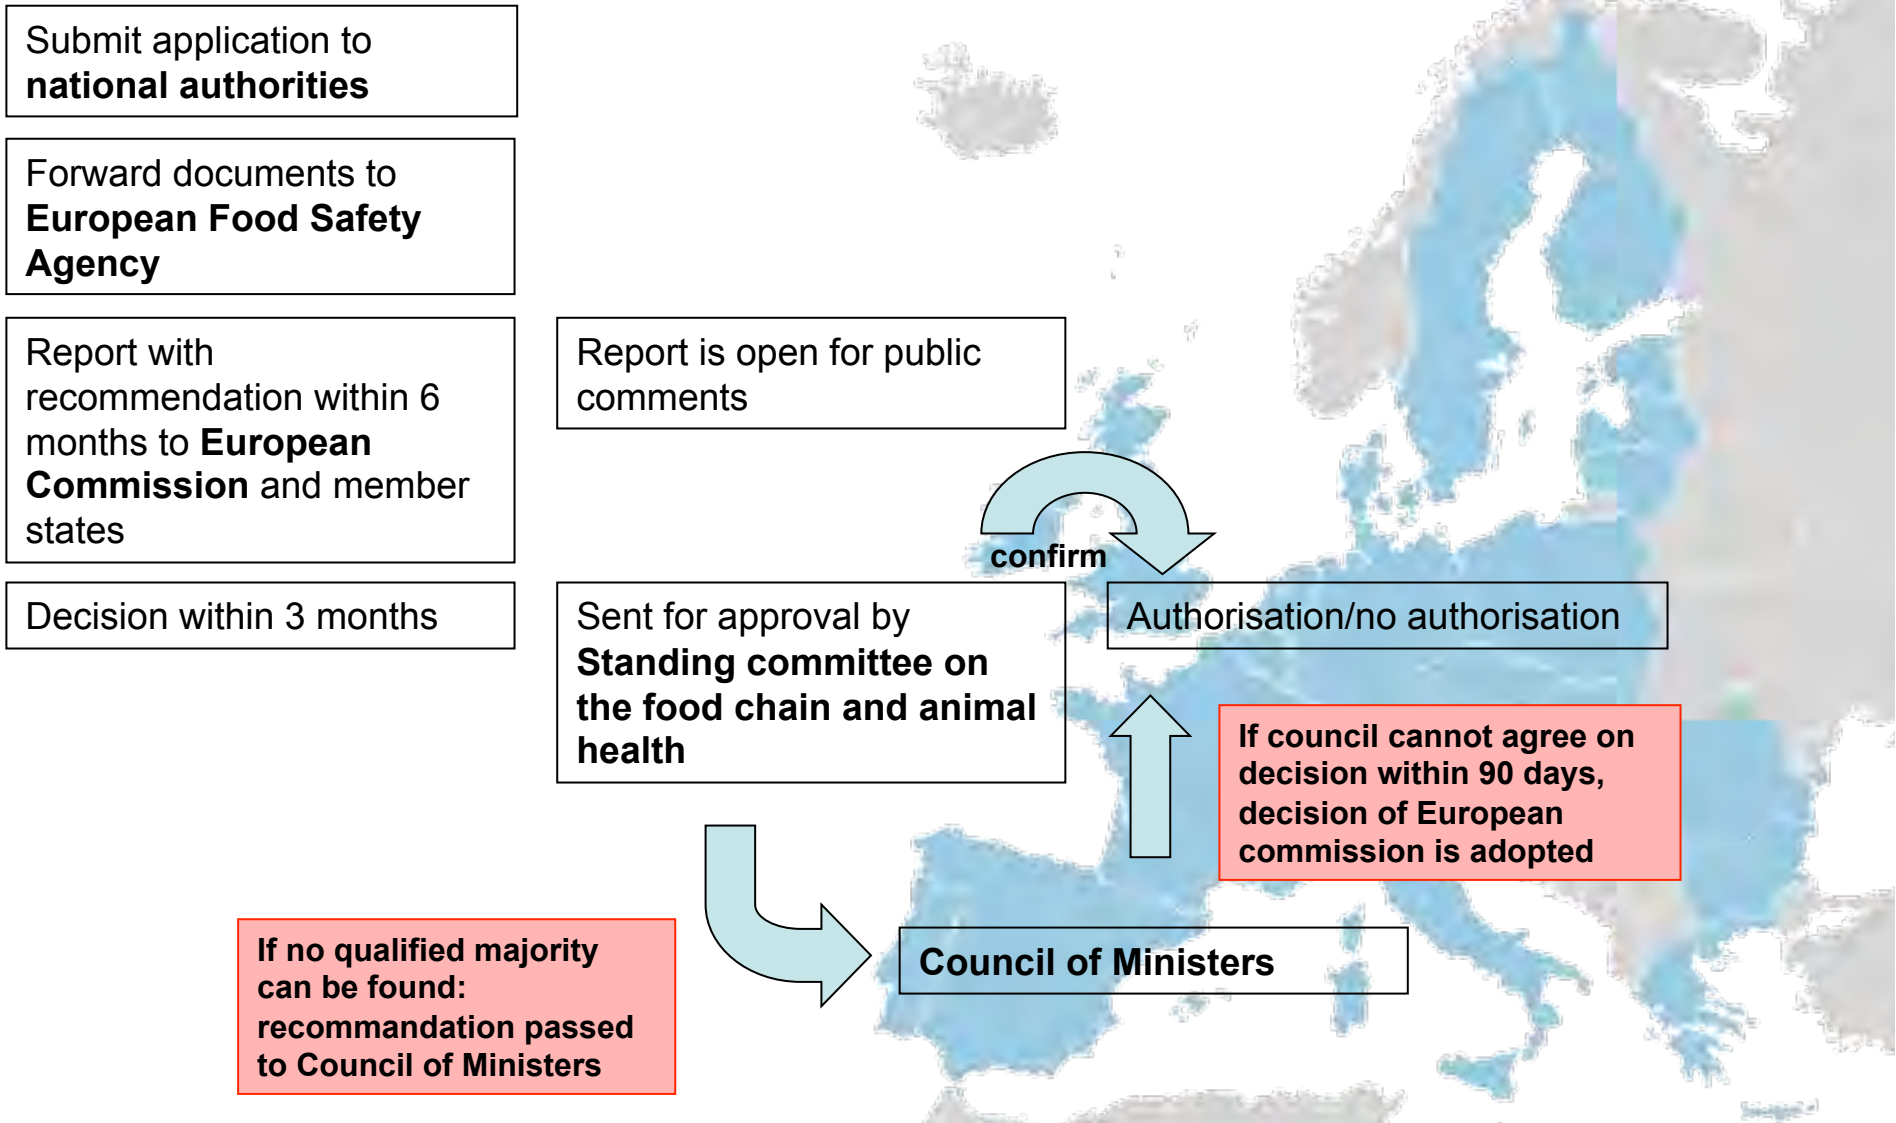 Submit application to
national authorities
Forward documents to
European Food Safety
Agency
Report with
recommendation within 6
months to European
Commission and member
states
Report is open for public
comments
confirm
Decision within 3 months
Sent for approval by
Standing committee on
the food chain and animal
health
Authorisation/no authorisation
If council cannot agree on
decision within 90 days,
decision of European
commission is adopted
If no qualified majority
can be found:
recommandation passed
to Council of Ministers
Council of Ministers